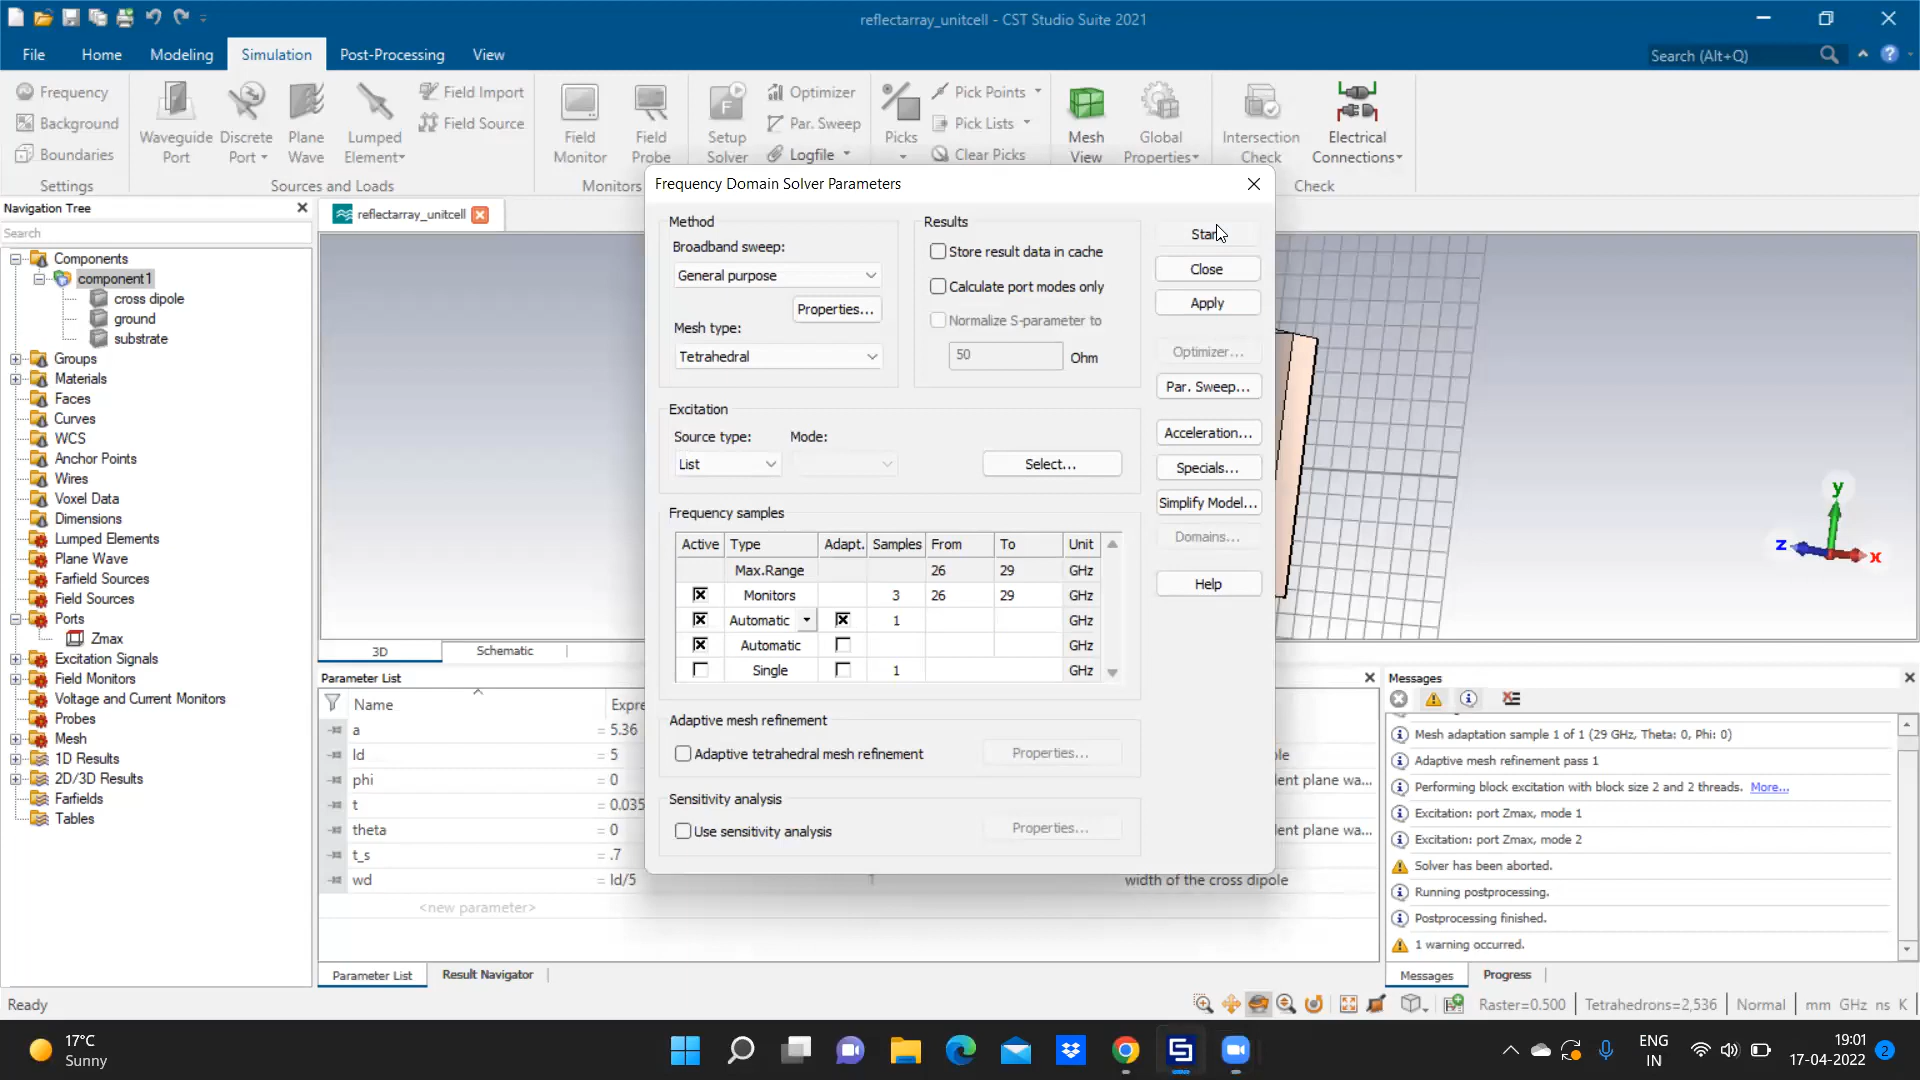 reflectarray_unitcell - CST Studio Suite 2021
File Home Modeling Simulation Post-Processing View
Search (Alt+Q)
Frequency
Background
Boundaries
Settings
Waveguide Port
Discrete Port
Plane Wave
Lumped Element
Field Import
Field Source
Sources and Loads
Field Monitor
Field Probe
Monitors
Setup Solver
Optimizer
Par. Sweep
Logfile
Picks
Pick Points
Pick Lists
Clear Picks
Mesh View
Global Properties
Intersection Check
Electrical Connections
Check
Navigation Tree
Search
Components
component1
cross dipole
ground
substrate
Groups
Materials
Faces
Curves
WCS
Anchor Points
Wires
Voxel Data
Dimensions
Lumped Elements
Plane Wave
Farfield Sources
Field Sources
Ports
Zmax
Excitation Signals
Field Monitors
Voltage and Current Monitors
Probes
Mesh
1D Results
2D/3D Results
Farfields
Tables
reflectarray_unitcell
Frequency Domain Solver Parameters
Method
Broadband sweep:
General purpose
Properties...
Mesh type:
Tetrahedral
Results
Store result data in cache
Calculate port modes only
Normalize S-parameter to
50 Ohm
Start
Close
Apply
Optimizer...
Par. Sweep...
Acceleration...
Specials...
Simplify Model...
Domains...
Help
Excitation
Source type: Mode:
List
Select...
Frequency samples
Active Type Adapt. Samples From To Unit
Max.Range 26 29 GHz
Monitors 3 26 29 GHz
Automatic 1 GHz
Automatic GHz
Single 1 GHz
Adaptive mesh refinement
Adaptive tetrahedral mesh refinement Properties...
Sensitivity analysis
Use sensitivity analysis Properties...
y
z
x
3D Schematic
Parameter List
Name Expre
a = 5.36
ld = 5 le
phi = 0 ent plane wa...
t = 0.035
theta = 0 ent plane wa...
t_s = .7
wd = ld/5 1 width of the cross dipole
<new parameter>
Parameter List Result Navigator
Messages
Mesh adaptation sample 1 of 1 (29 GHz, Theta: 0, Phi: 0)
Adaptive mesh refinement pass 1
Performing block excitation with block size 2 and 2 threads. More...
Excitation: port Zmax, mode 1
Excitation: port Zmax, mode 2
Solver has been aborted.
Running postprocessing.
Postprocessing finished.
1 warning occurred.
Messages Progress
Ready
Raster=0.500 Tetrahedrons=2,536 Normal mm GHz ns K
17°C
Sunny
ENG
IN
19:01
17-04-2022
2